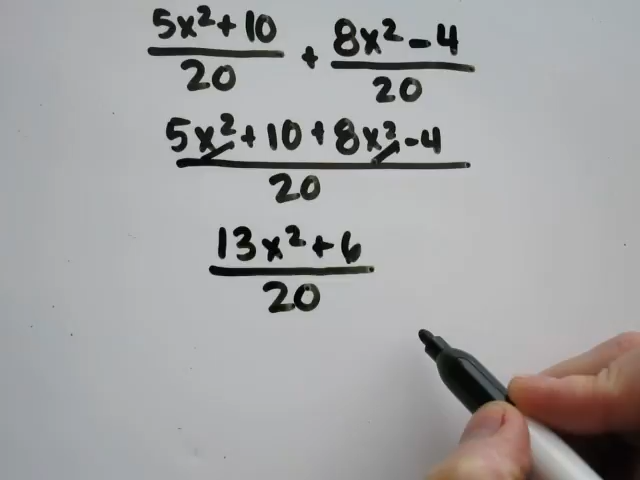 5x²+10 / 20 + 8x²-4 / 20
5x²+10+8x²-4 / 20
13x²+6 / 20